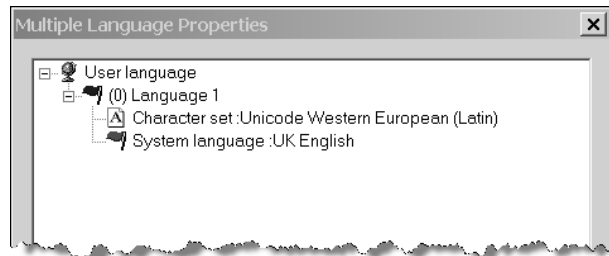 Multiple Language Properties
User language
(0) Language 1
Character set :Unicode Western European (Latin)
System language :UK English